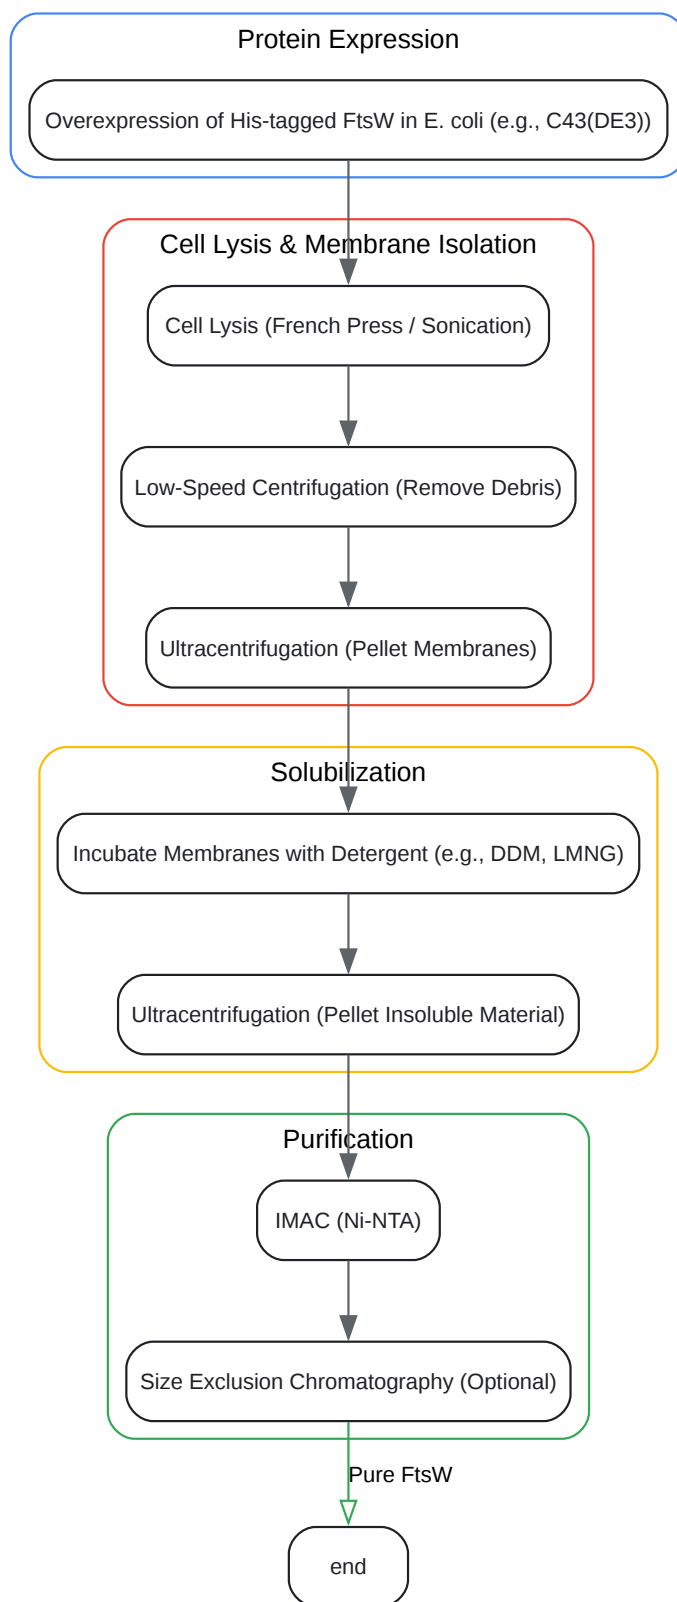 Protein Expression
Overexpression of His-tagged FtsW in E. coli (e.g., C43(DE3))
Cell Lysis & Membrane Isolation
Cell Lysis (French Press / Sonication)
Low-Speed Centrifugation (Remove Debris)
Ultracentrifugation (Pellet Membranes)
Solubilization
Incubate Membranes with Detergent (e.g., DDM, LMNG)
Ultracentrifugation (Pellet Insoluble Material)
Purification
IMAC (Ni-NTA)
Size Exclusion Chromatography (Optional)
Pure FtsW
end